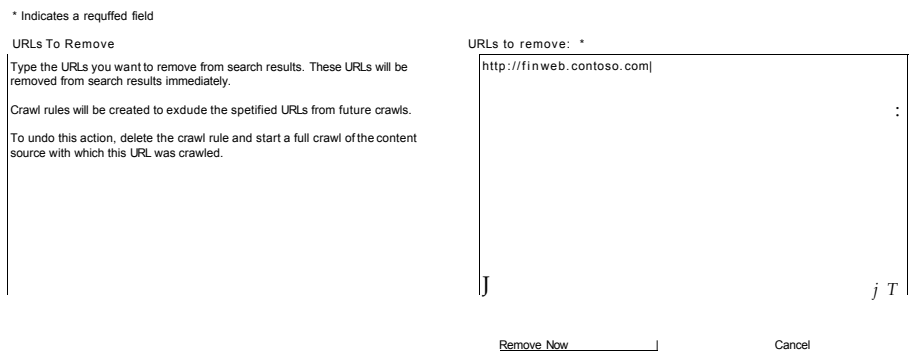 * Indicates a requffed field
URLs To Remove
URLs to remove: *
Type the URLs you want to remove from search results. These URLs will be
removed from search results immediately.
Crawl rules will be created to exdude the spetified URLs from future crawls.
To undo this action, delete the crawl rule and start a full crawl of the content
source with which this URL was crawled.
http://finweb.contoso.com|
:
J
j T
Remove Now
Cancel